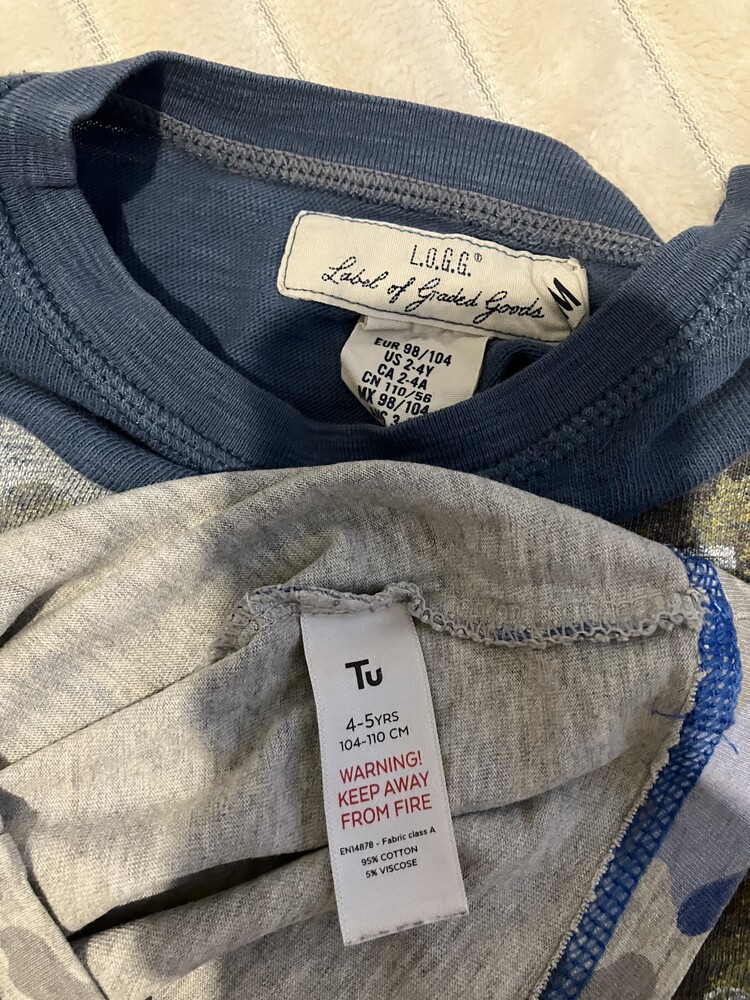 L.O.G.G.®
Label of Graded Goods
M
EUR 98/104
US 2-4Y
CA 2-4A
CN 110/56
MX 98/104
Tu
4-5YRS
104-110 CM
WARNING!
KEEP AWAY
FROM FIRE
EN14878 - Fabric class A
95% COTTON
5% VISCOSE